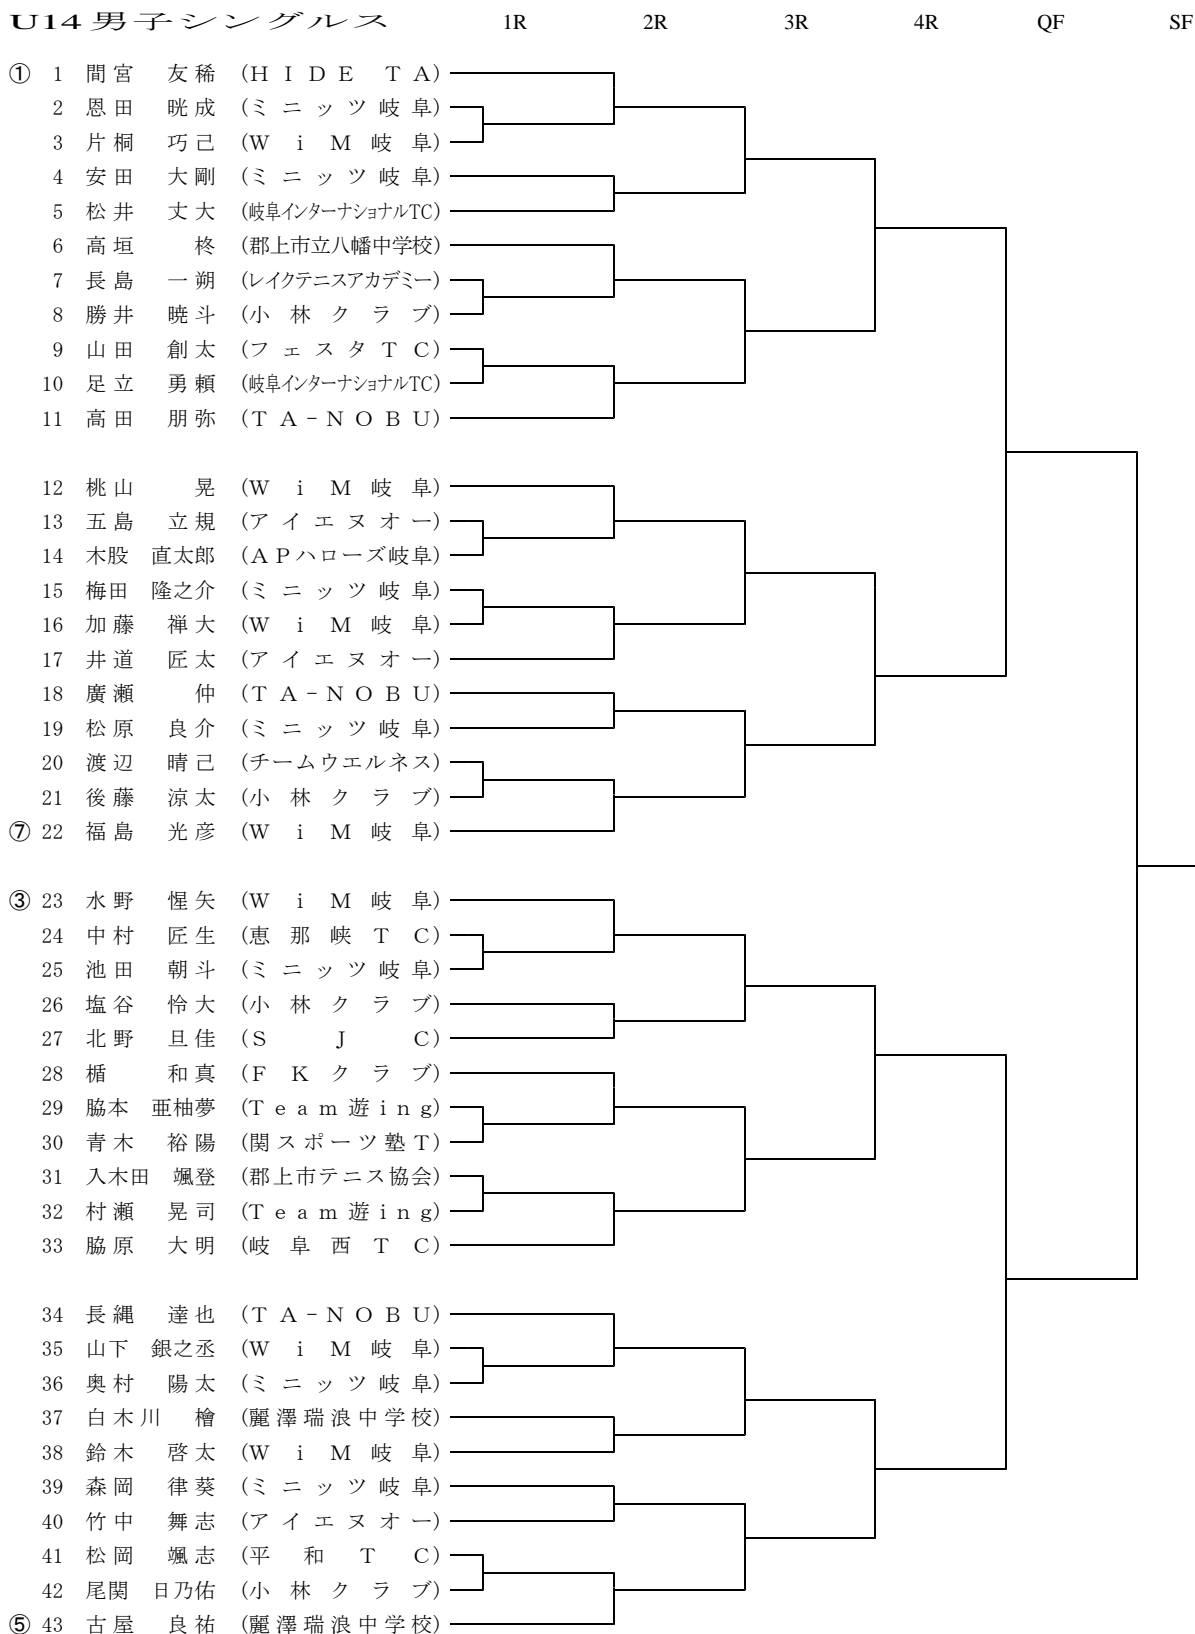 U14男子シングルス 1R 2R 3R 4R QF SF
① 1 間宮 友稀 (HIDE TA)
2 恩田 晄成 (ミニッツ岐阜)
3 片桐 巧己 (WiM岐阜)
4 安田 大剛 (ミニッツ岐阜)
5 松井 丈大 (岐阜インターナショナルTC)
6 高垣 柊 (郡上市立八幡中学校)
7 長島 一朔 (レイクテニスアカデミー)
8 勝井 暁斗 (小林クラブ)
9 山田 創太 (フェスタTC)
10 足立 勇頼 (岐阜インターナショナルTC)
11 高田 朋弥 (TA-NOBU)
12 桃山 晃 (WiM岐阜)
13 五島 立規 (アイエヌオー)
14 木股 直太郎 (APハローズ岐阜)
15 梅田 隆之介 (ミニッツ岐阜)
16 加藤 禅大 (WiM岐阜)
17 井道 匠太 (アイエヌオー)
18 廣瀬 仲 (TA-NOBU)
19 松原 良介 (ミニッツ岐阜)
20 渡辺 晴己 (チームウエルネス)
21 後藤 涼太 (小林クラブ)
⑦ 22 福島 光彦 (WiM岐阜)
③ 23 水野 惺矢 (WiM岐阜)
24 中村 匠生 (恵那峡TC)
25 池田 朝斗 (ミニッツ岐阜)
26 塩谷 怜大 (小林クラブ)
27 北野 旦佳 (SJC)
28 楯 和真 (FKクラブ)
29 脇本 亜柚夢 (Team遊ing)
30 青木 裕陽 (関スポーツ塾T)
31 入木田 颯登 (郡上市テニス協会)
32 村瀬 晃司 (Team遊ing)
33 脇原 大明 (岐阜西TC)
34 長縄 達也 (TA-NOBU)
35 山下 銀之丞 (WiM岐阜)
36 奥村 陽太 (ミニッツ岐阜)
37 白木川 檜 (麗澤瑞浪中学校)
38 鈴木 啓太 (WiM岐阜)
39 森岡 律葵 (ミニッツ岐阜)
40 竹中 舞志 (アイエヌオー)
41 松岡 颯志 (平和TC)
42 尾関 日乃佑 (小林クラブ)
⑤ 43 古屋 良祐 (麗澤瑞浪中学校)